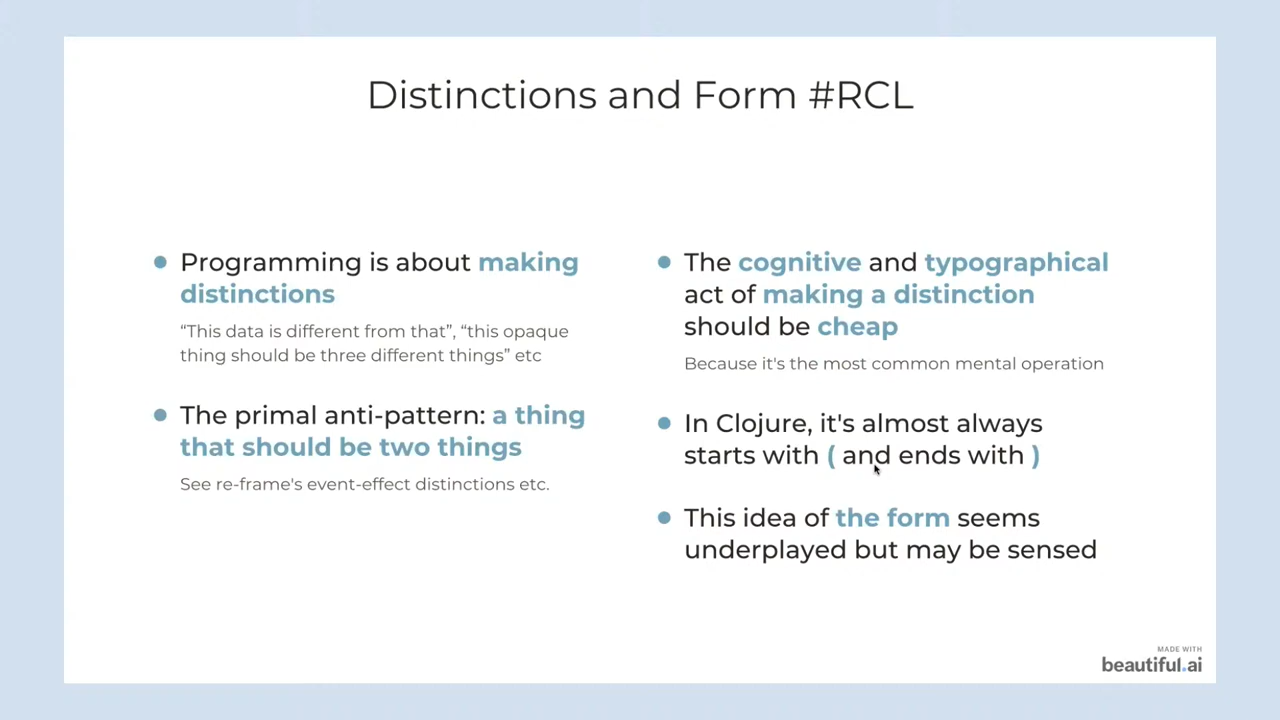 Distinctions and Form #RCL
Programming is about making
distinctions
“This data is different from that”, “this opaque
thing should be three different things” etc
The primal anti-pattern: a thing
that should be two things
See re-frame's event-effect distinctions etc.
The cognitive and typographical
act of making a distinction
should be cheap
Because it's the most common mental operation
In Clojure, it's almost always
starts with ( and ends with )
This idea of the form seems
underplayed but may be sensed
MADE WITH
beautiful.ai